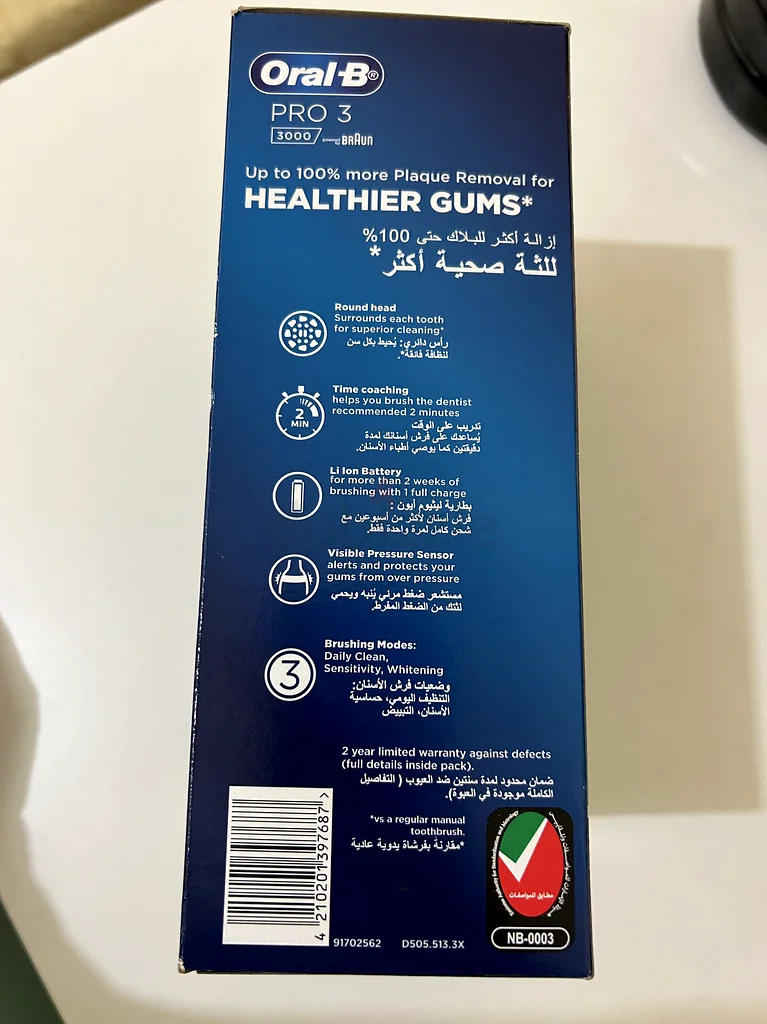 Oral-B®
PRO 3
3000 powered by BRAUN
Up to 100% more Plaque Removal for
HEALTHIER GUMS*
إزالة أكثر للبلاك حتى 100%
للثة صحية أكثر*
Round head
Surrounds each tooth
for superior cleaning*
رأس دائري: يُحيط بكل سن
لنظافة فائقة*.
2
MIN
Time coaching
helps you brush the dentist
recommended 2 minutes
تدريب على الوقت
يُساعدك على فرش أسنانك لمدة
دقيقتين كما يوصي أطباء الأسنان.
Li Ion Battery
for more than 2 weeks of
brushing with 1 full charge
بطارية ليثيوم أيون :
فرش أسنان لأكثر من أسبوعين مع
شحن كامل لمرة واحدة فقط.
Visible Pressure Sensor
alerts and protects your
gums from over pressure
مستشعر ضغط مرئي يُنبه ويحمي
لثتك من الضغط المفرط.
3
Brushing Modes:
Daily Clean,
Sensitivity, Whitening
وضعيات فرش الأسنان:
التنظيف اليومي، حساسية
الأسنان، التبييض
2 year limited warranty against defects
(full details inside pack).
ضمان محدود لمدة سنتين ضد العيوب ( التفاصيل
الكاملة موجودة في العبوة).
*vs a regular manual
toothbrush.
*مقارنة بفرشاة يدوية عادية
4 210201 397687 >
91702562 D505.513.3X
مطابق للمواصفات
NB-0003